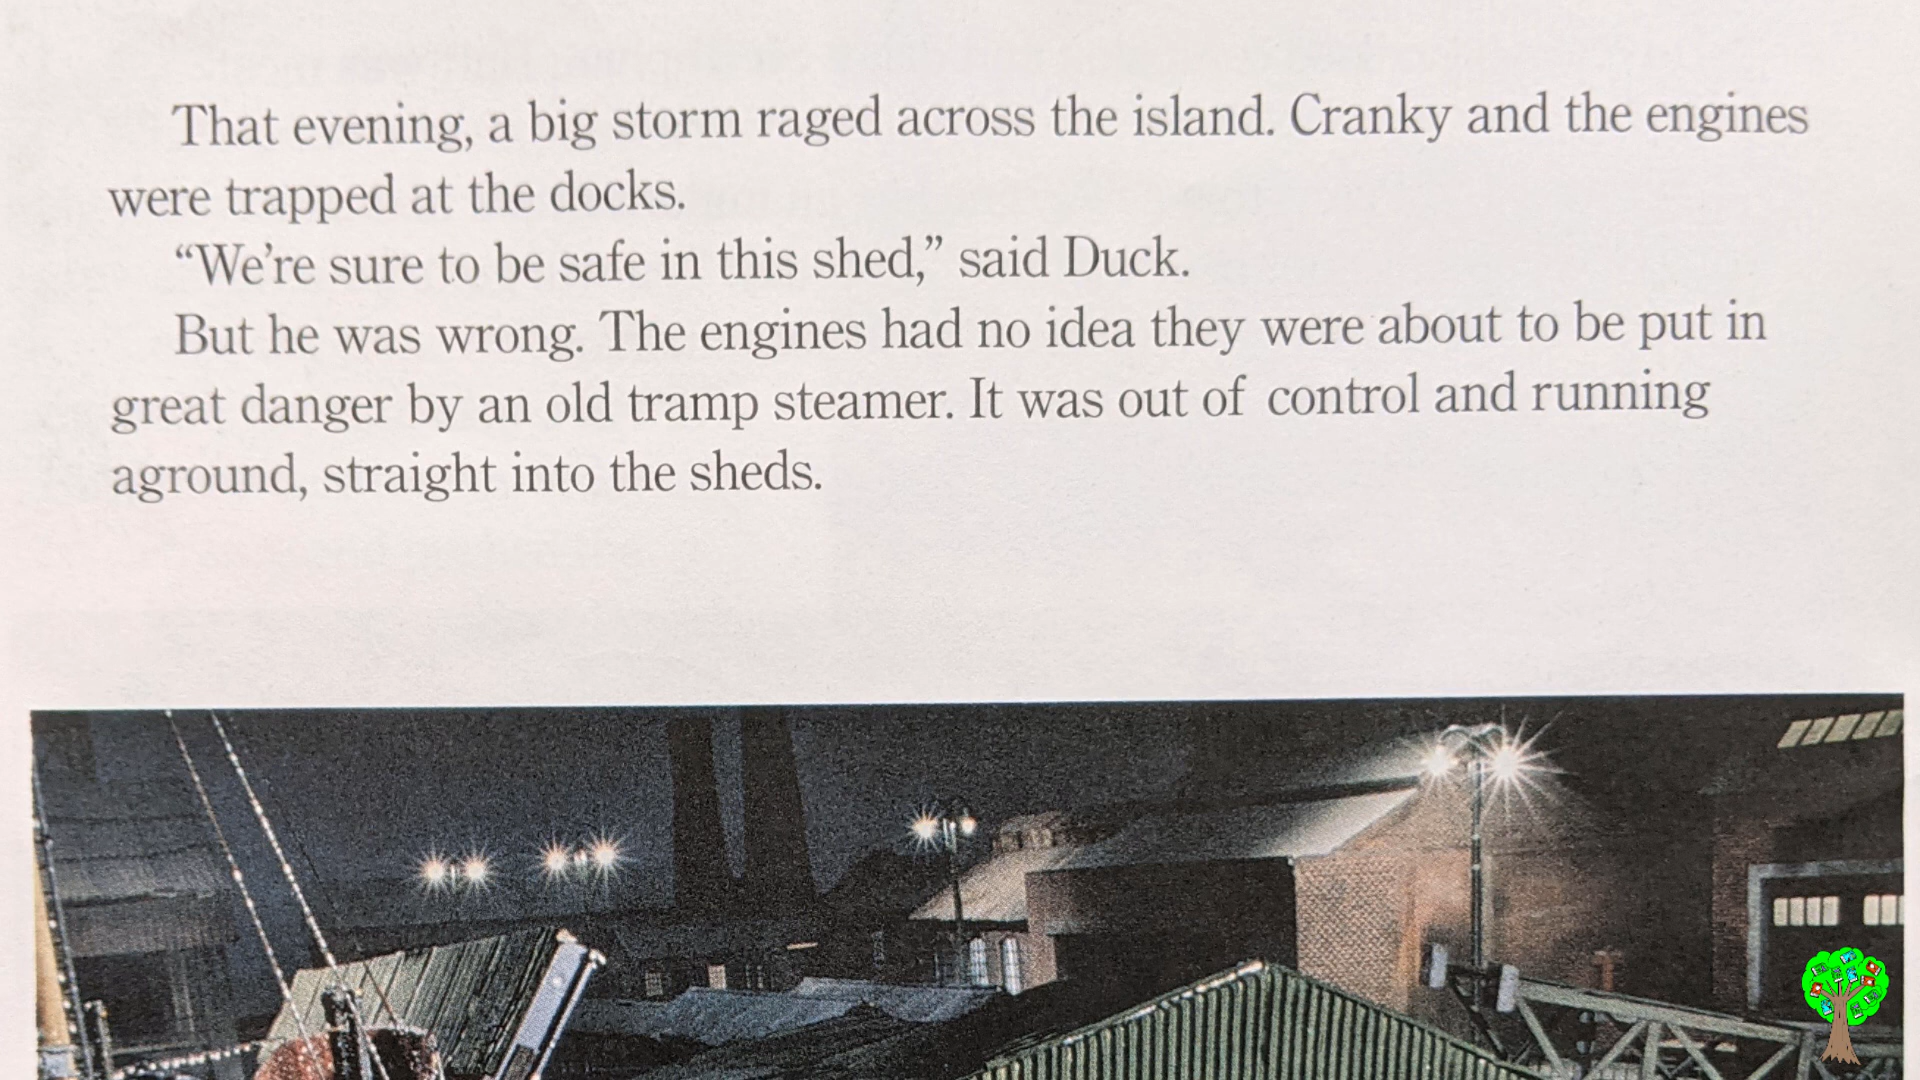 That evening, a big storm raged across the island. Cranky and the engines
were trapped at the docks.
“We’re sure to be safe in this shed,” said Duck.
But he was wrong. The engines had no idea they were about to be put in
great danger by an old tramp steamer. It was out of control and running
aground, straight into the sheds.